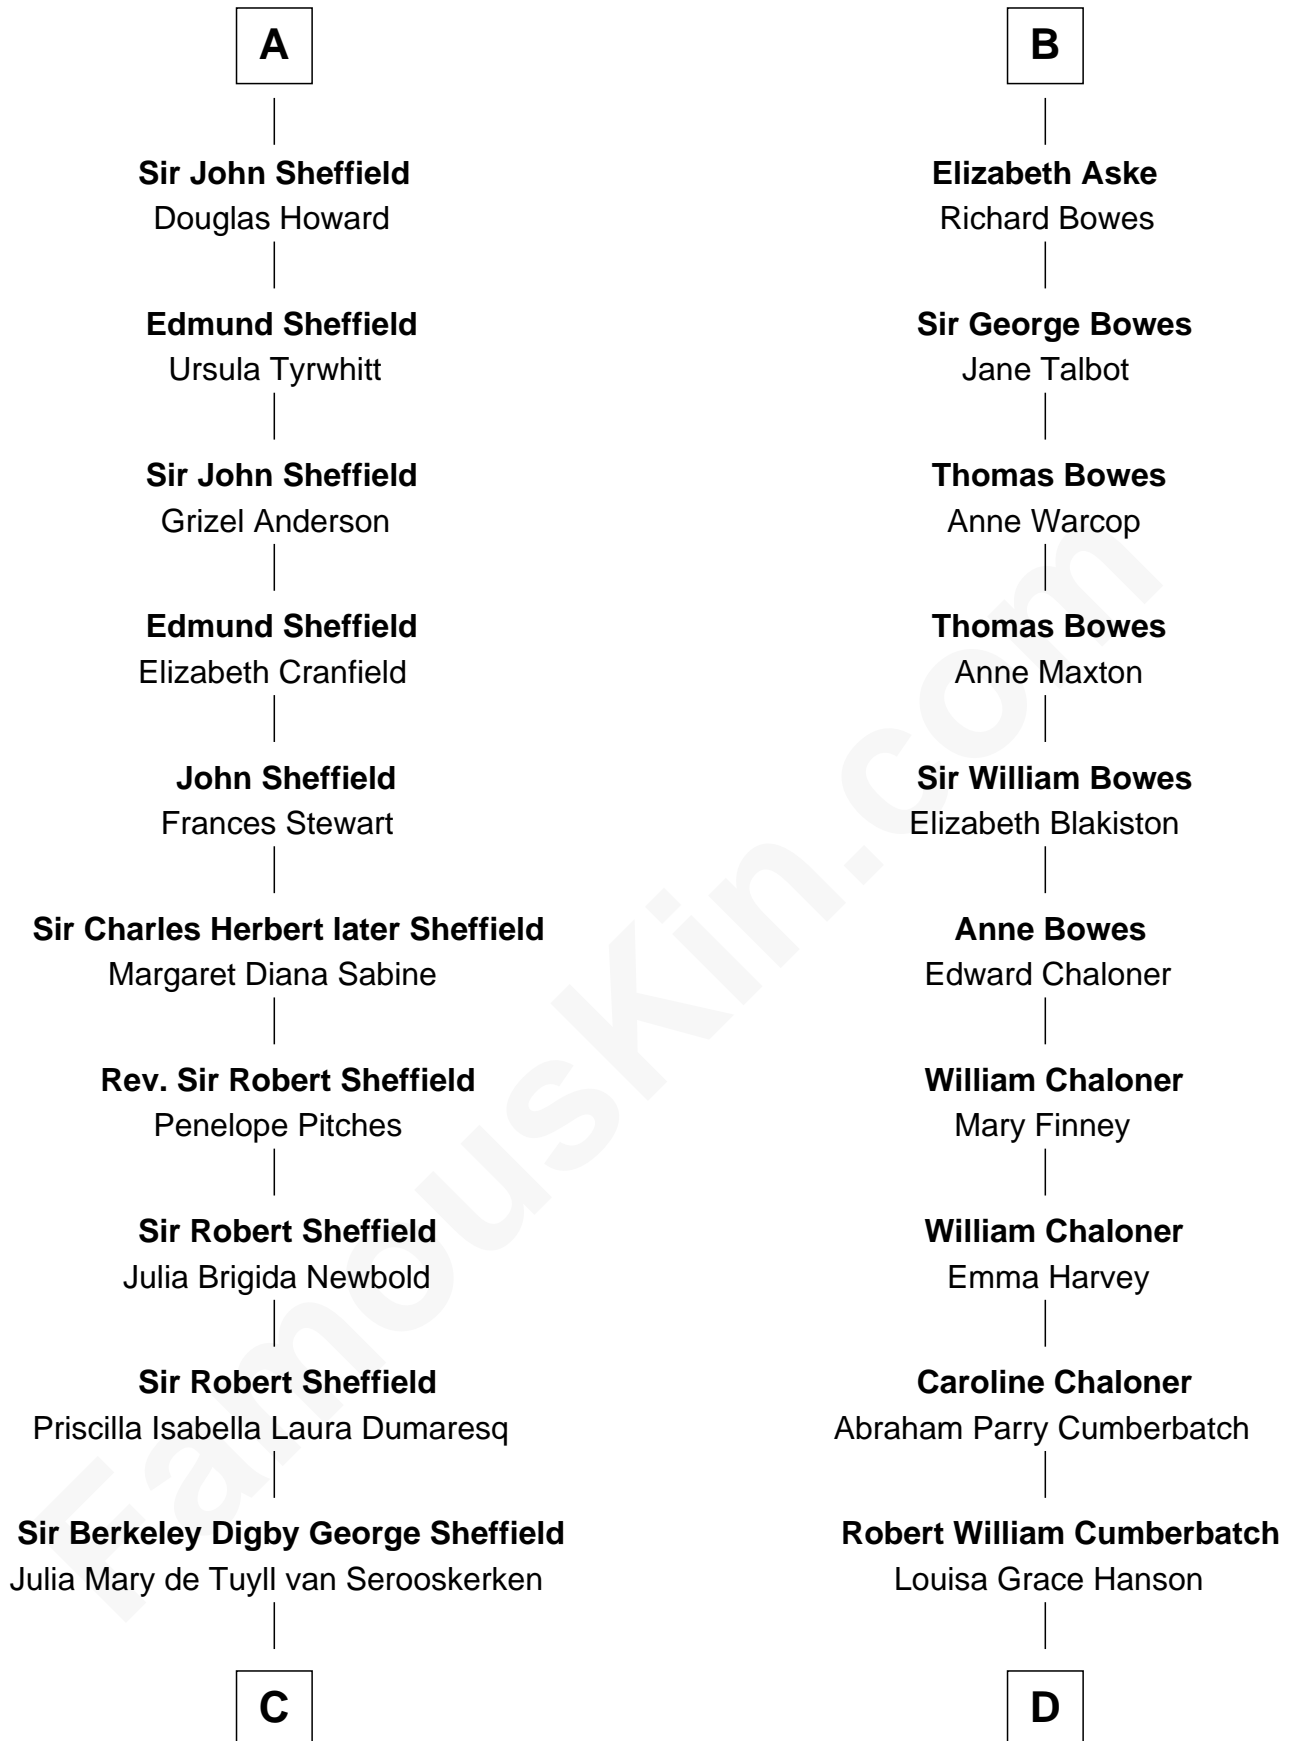 A
Sir John Sheffield
Douglas Howard
Edmund Sheffield
Ursula Tyrwhitt
Sir John Sheffield
Grizel Anderson
Edmund Sheffield
Elizabeth Cranfield
John Sheffield
Frances Stewart
Sir Charles Herbert later Sheffield
Margaret Diana Sabine
Rev. Sir Robert Sheffield
Penelope Pitches
Sir Robert Sheffield
Julia Brigida Newbold
Sir Robert Sheffield
Priscilla Isabella Laura Dumaresq
Sir Berkeley Digby George Sheffield
Julia Mary de Tuyll van Serooskerken
C
B
Elizabeth Aske
Richard Bowes
Sir George Bowes
Jane Talbot
Thomas Bowes
Anne Warcop
Thomas Bowes
Anne Maxton
Sir William Bowes
Elizabeth Blakiston
Anne Bowes
Edward Chaloner
William Chaloner
Mary Finney
William Chaloner
Emma Harvey
Caroline Chaloner
Abraham Parry Cumberbatch
Robert William Cumberbatch
Louisa Grace Hanson
D
FamousKin.com